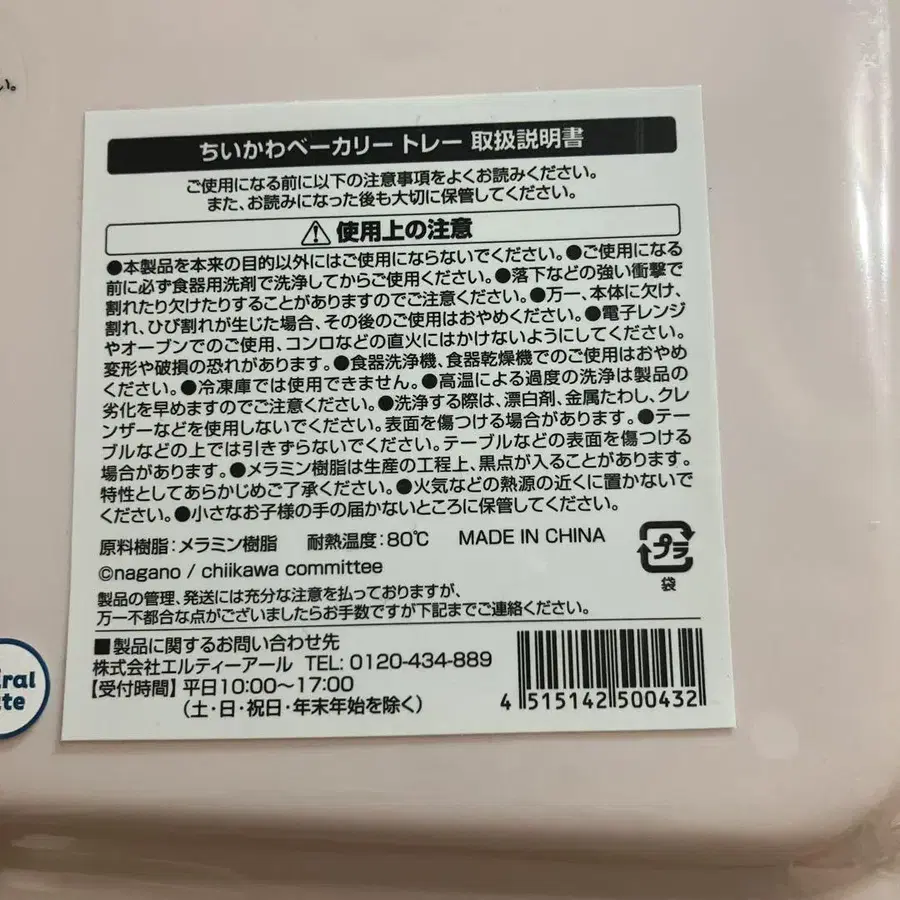 い。
ちいかわベーカリー トレー 取扱説明書
ご使用になる前に以下の注意事項をよくお読みください。
また、お読みになった後も大切に保管してください。
使用上の注意
●本製品を本来の目的以外にはご使用にならないでください。●ご使用になる
前に必ず食器用洗剤で洗浄してからご使用ください。●落下などの強い衝撃で
割れたり欠けたりすることがありますのでご注意ください。●万一、本体に欠け、
割れ、ひび割れが生じた場合、その後のご使用はおやめください。●電子レンジ
やオーブンでのご使用、コンロなどの直火にはかけないようにしてください。
変形や破損の恐れがあります。●食器洗浄機、食器乾燥機でのご使用はおやめ
ください。●冷凍庫では使用できません。●高温による過度の洗浄は製品の
劣化を早めますのでご注意ください。●洗浄する際は、漂白剤、金属たわし、クレ
ンザーなどを使用しないでください。表面を傷つける場合があります。●テー
ブルなどの上では引きずらないでください。テーブルなどの表面を傷つける
場合があります。●メラミン樹脂は生産の工程上、黒点が入ることがあります。
特性としてあらかじめご了承ください。●火気などの熱源の近くに置かないで
ください。●小さなお子様の手の届かないところに保管してください。
原料樹脂:メラミン樹脂 耐熱温度:80℃ MADE IN CHINA
プラ
袋
©nagano / chiikawa committee
製品の管理、発送には充分な注意を払っておりますが、
万一不都合な点がございましたらお手数ですが下記までご連絡ください。
■製品に関するお問い合わせ先
株式会社エルティーアール TEL: 0120-434-889
【受付時間】平日10:00〜17:00
(土・日・祝日・年末年始を除く)
4 515142 500432